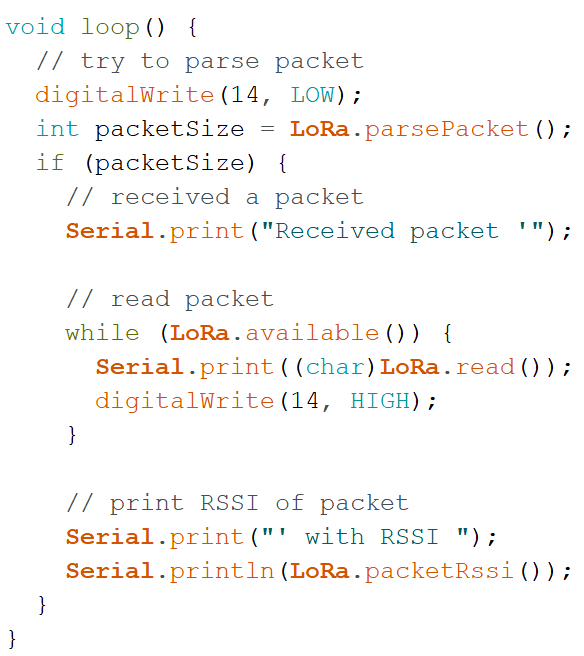 void loop() {
  // try to parse packet
  digitalWrite(14, LOW);
  int packetSize = LoRa.parsePacket();
  if (packetSize) {
    // received a packet
    Serial.print("Received packet '");

    // read packet
    while (LoRa.available()) {
      Serial.print((char)LoRa.read());
      digitalWrite(14, HIGH);
    }

    // print RSSI of packet
    Serial.print("' with RSSI ");
    Serial.println(LoRa.packetRssi());
  }
}